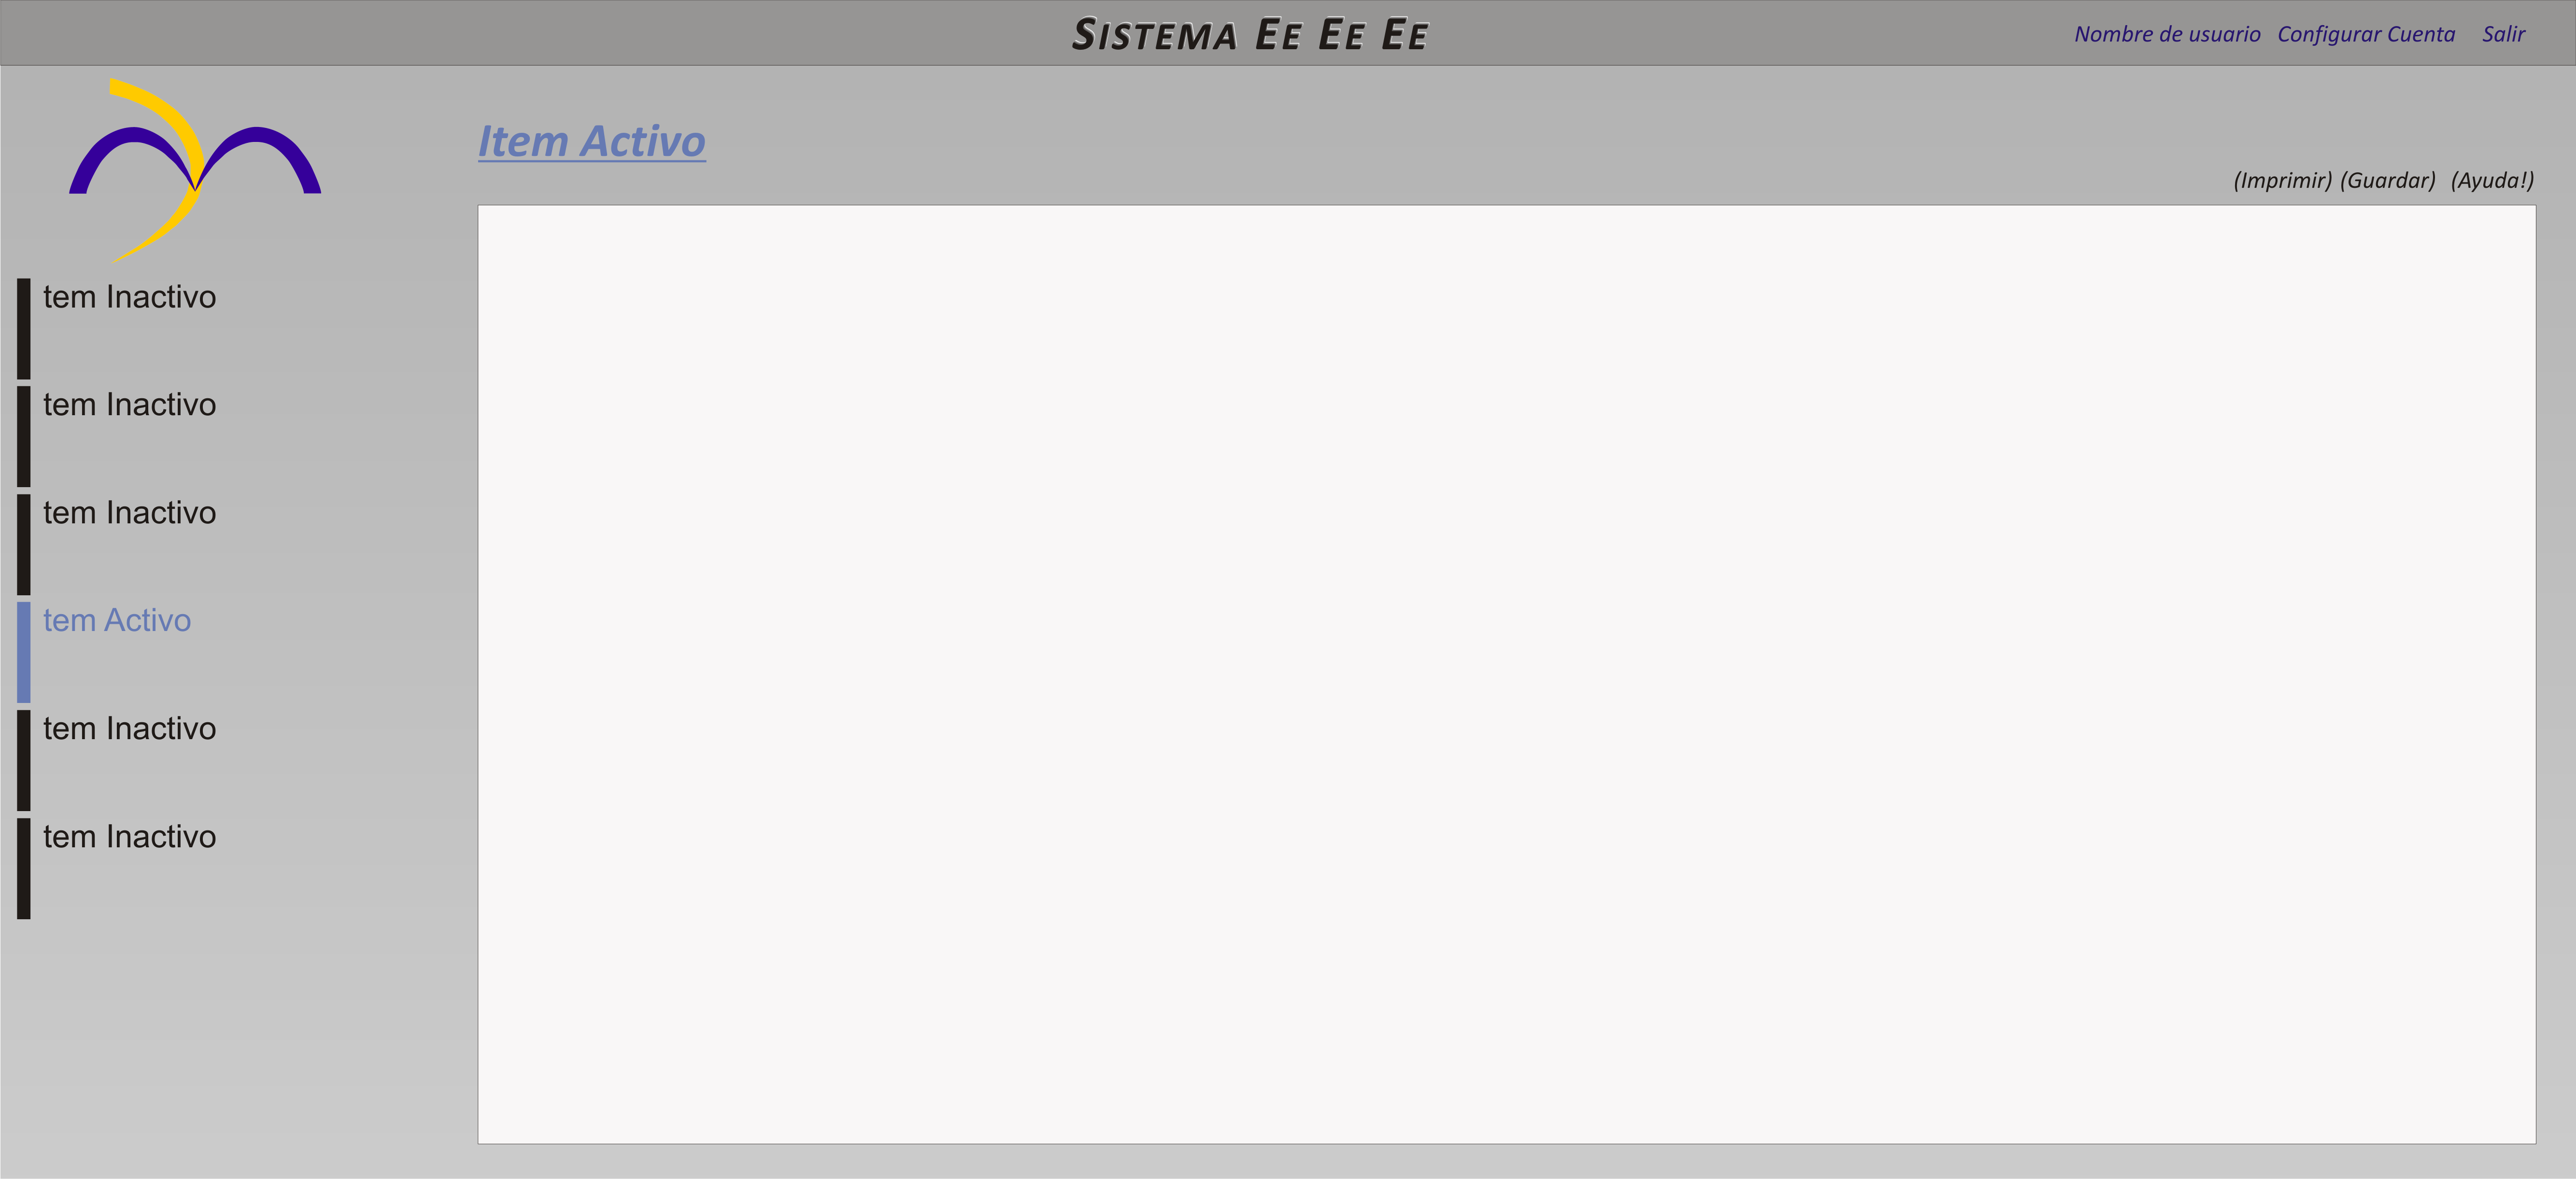 SISTEMA EE EE EE
Nombre de usuario Configurar Cuenta Salir
Item Activo
(Imprimir) (Guardar) (Ayuda!)
tem Inactivo
tem Inactivo
tem Inactivo
tem Activo
tem Inactivo
tem Inactivo